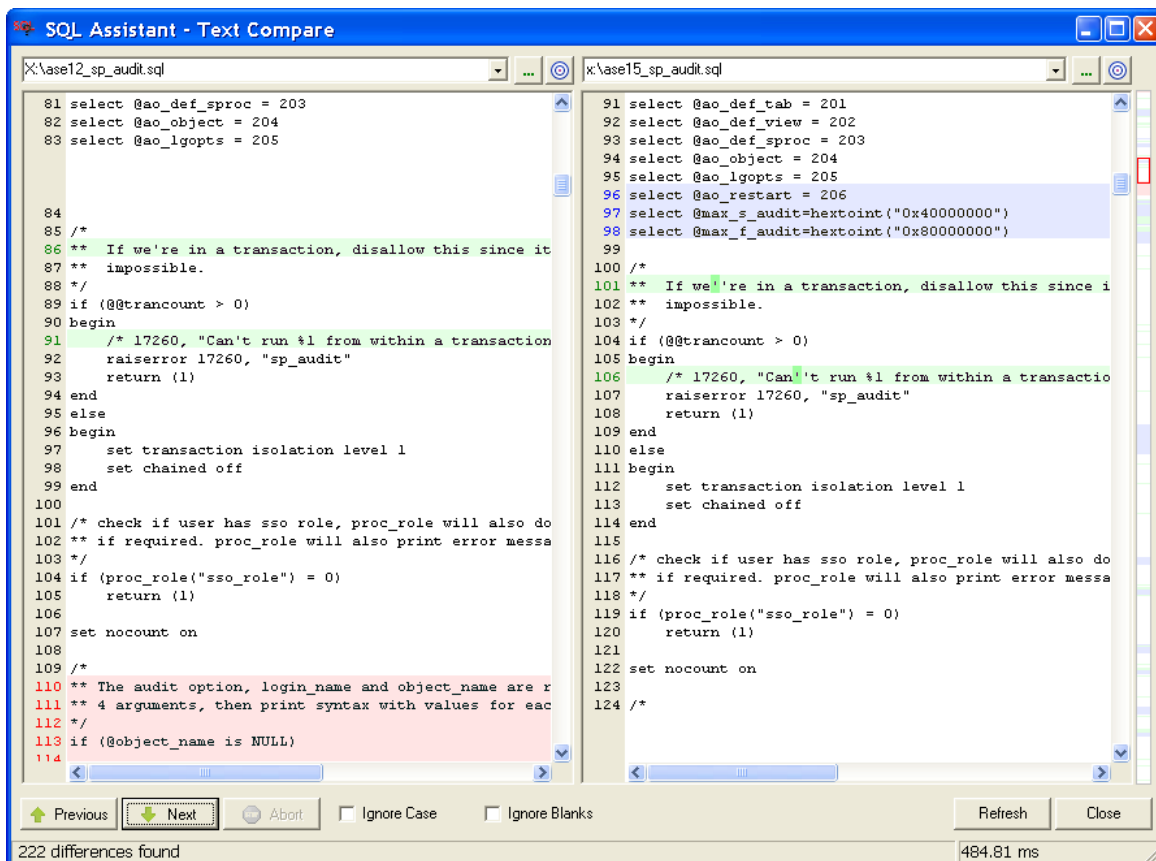 SQL Assistant - Text Compare
X:\ase12_sp_audit.sql
...
81 select @ao_def_sproc = 203
82 select @ao_object = 204
83 select @ao_lgopts = 205
84
85 /*
86 **  If we're in a transaction, disallow this since it
87 **  impossible.
88 */
89 if (@@trancount > 0)
90 begin
91     /* 17260, "Can't run %1 from within a transaction
92     raiserror 17260, "sp_audit"
93     return (1)
94 end
95 else
96 begin
97     set transaction isolation level 1
98     set chained off
99 end
100
101 /* check if user has sso role, proc_role will also do
102 ** if required. proc_role will also print error messa
103 */
104 if (proc_role("sso_role") = 0)
105     return (1)
106
107 set nocount on
108
109 /*
110 ** The audit option, login_name and object_name are r
111 ** 4 arguments, then print syntax with values for eac
112 */
113 if (@object_name is NULL)
114
x:\ase15_sp_audit.sql
...
91 select @ao_def_tab = 201
92 select @ao_def_view = 202
93 select @ao_def_sproc = 203
94 select @ao_object = 204
95 select @ao_lgopts = 205
96 select @ao_restart = 206
97 select @max_s_audit=hextoint("0x40000000")
98 select @max_f_audit=hextoint("0x80000000")
99
100 /*
101 **  If we''re in a transaction, disallow this since i
102 **  impossible.
103 */
104 if (@@trancount > 0)
105 begin
106     /* 17260, "Can''t run %1 from within a transactio
107     raiserror 17260, "sp_audit"
108     return (1)
109 end
110 else
111 begin
112     set transaction isolation level 1
113     set chained off
114 end
115
116 /* check if user has sso role, proc_role will also do
117 ** if required. proc_role will also print error messa
118 */
119 if (proc_role("sso_role") = 0)
120     return (1)
121
122 set nocount on
123
124 /*
Previous Next Abort Ignore Case Ignore Blanks Refresh Close
222 differences found 484.81 ms